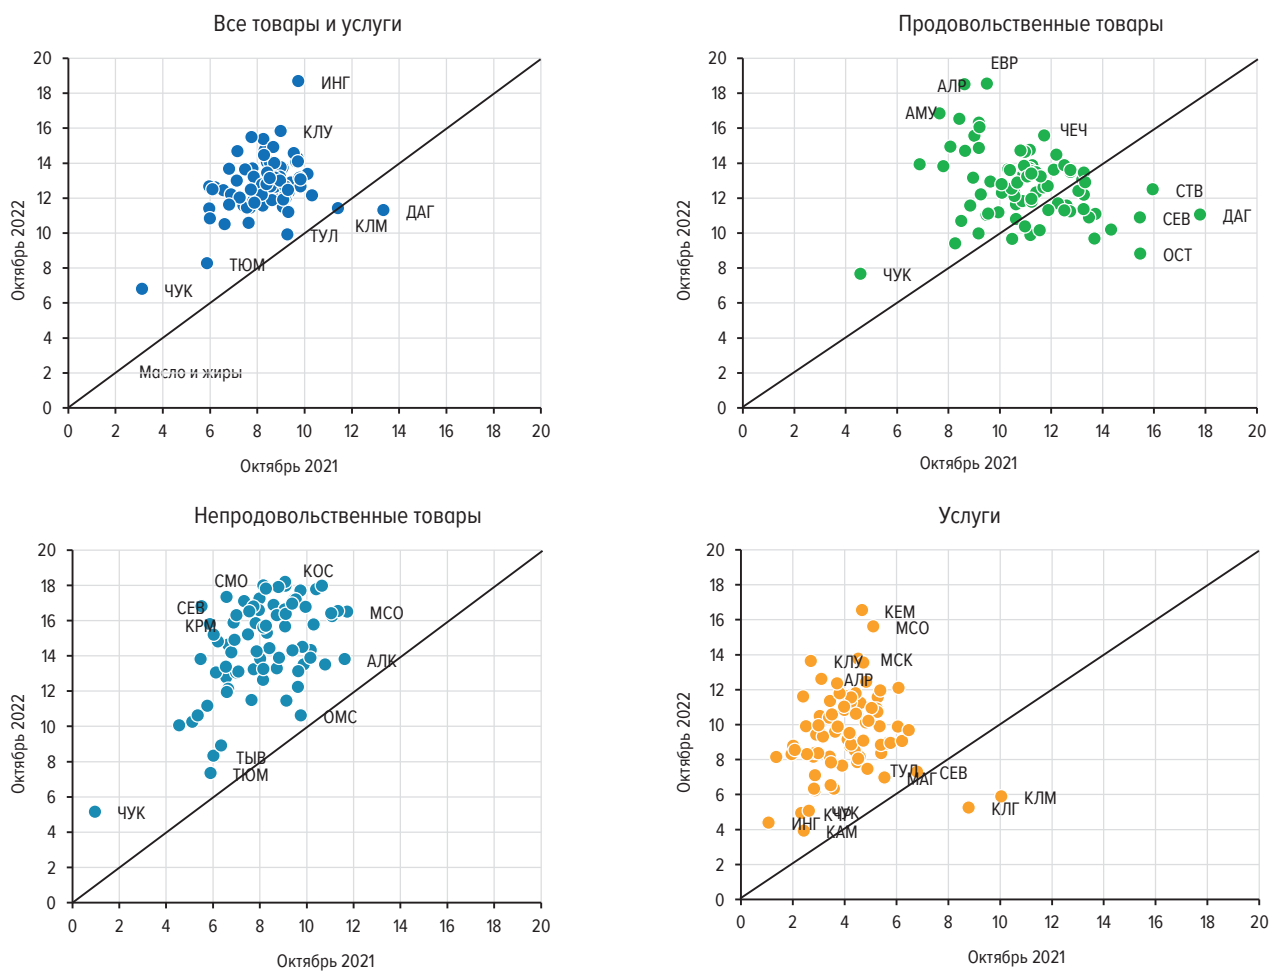 Все товары и услуги
20
18
16
14
12
10
8
6
4
2
0
Октябрь 2022
ИНГ
КЛУ
ДАГ
КЛМ
ТУЛ
ТЮМ
ЧУК
Масло и жиры
0 2 4 6 8 10 12 14 16 18 20
Октябрь 2021
Продовольственные товары
20
18
16
14
12
10
8
6
4
2
0
Октябрь 2022
ЕВР
АЛР
АМУ
ЧЕЧ
СТВ
СЕВ
ДАГ
ОСТ
ЧУК
0 2 4 6 8 10 12 14 16 18 20
Октябрь 2021
Непродовольственные товары
20
18
16
14
12
10
8
6
4
2
0
Октябрь 2022
КОС
СМО
СЕВ
МСО
КРМ
АЛК
ОМС
ТЫВ
ТЮМ
ЧУК
0 2 4 6 8 10 12 14 16 18 20
Октябрь 2021
Услуги
20
18
16
14
12
10
8
6
4
2
0
Октябрь 2022
КЕМ
МСО
КЛУ
МСК
АЛР
ТУЛ
СЕВ
МАГ
КЛМ
КЛГ
ЧУК
КЧР
ИНГ
КАМ
0 2 4 6 8 10 12 14 16 18 20
Октябрь 2021